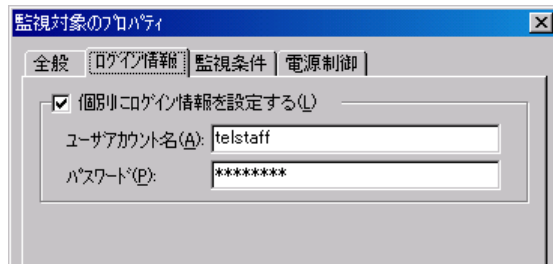 監視対象のプロパティ
全般 ログイン情報 監視条件 電源制御
個別にログイン情報を設定する(L)
ユーザアカウント名(A): telstaff
パスワード(P): ********